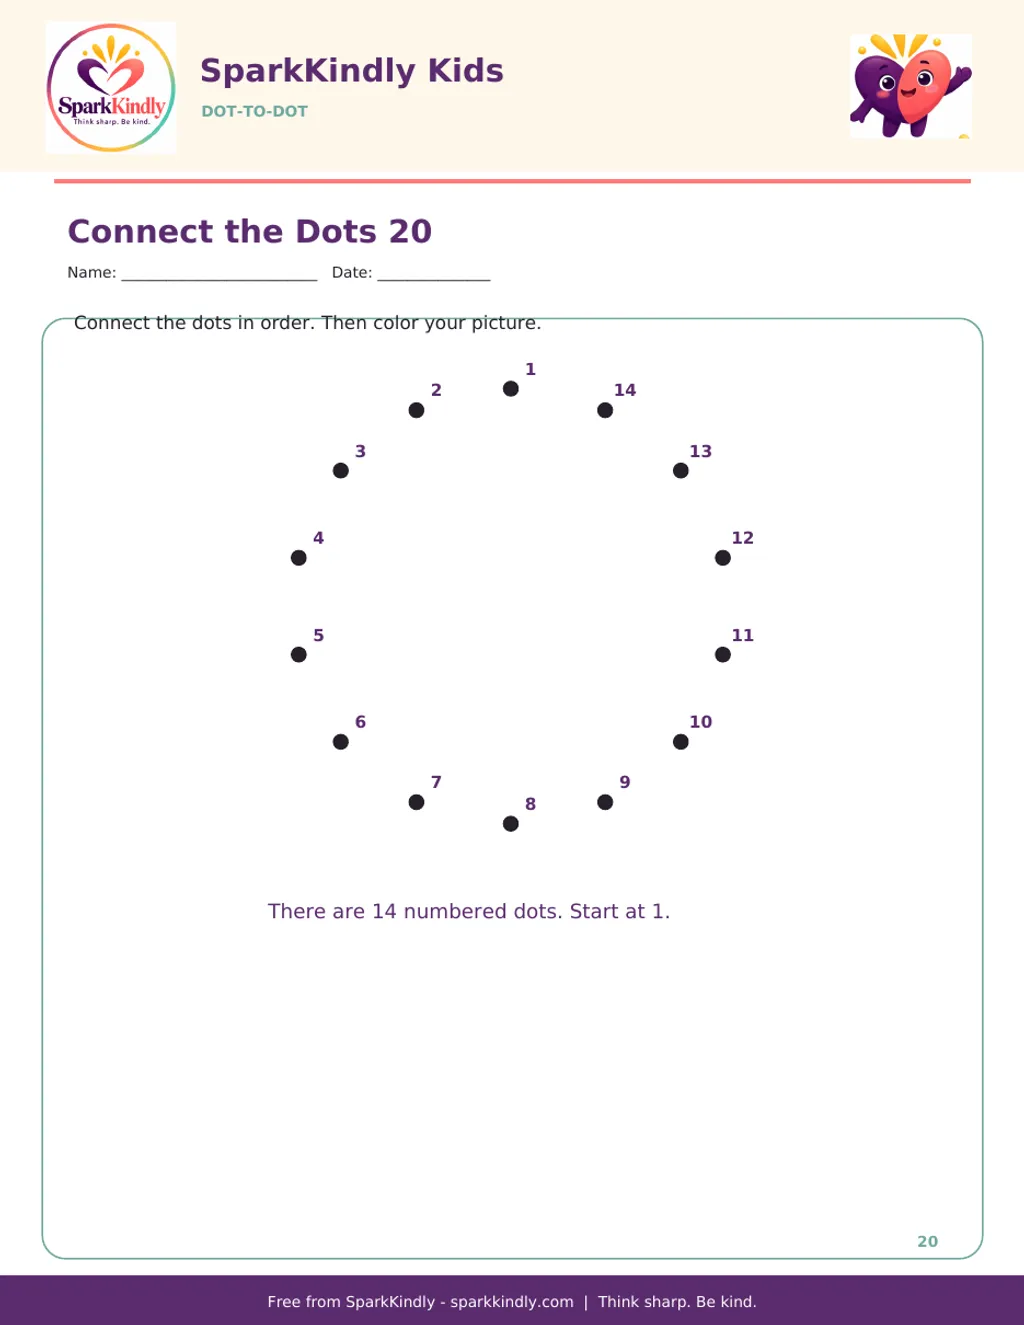 SparkKindly
Think sharp. Be kind.
SparkKindly Kids
DOT-TO-DOT
Connect the Dots 20
Name: __________________________ Date: _______________
Connect the dots in order. Then color your picture.
1
2
14
3
13
4
12
5
11
6
10
7
9
8
There are 14 numbered dots. Start at 1.
20
Free from SparkKindly - sparkkindly.com | Think sharp. Be kind.